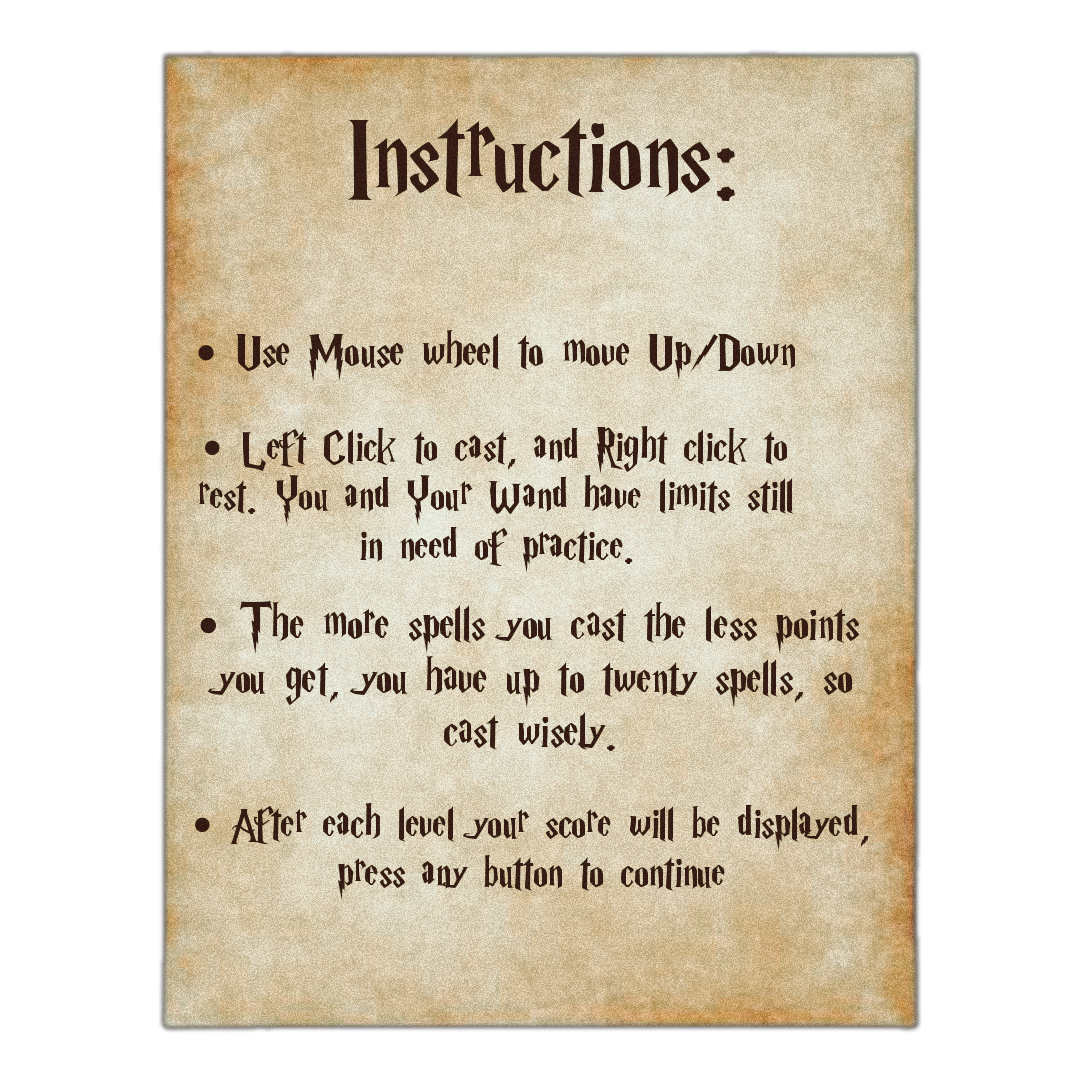 Instructions:
• Use Mouse wheel to move Up/Down
• Left Click to cast, and Right click to
rest. You and Your Wand have limits still
in need of practice.
• The more spells you cast the less points
you get, you have up to twenty spells, so
cast wisely.
• After each level your score will be displayed,
press any button to continue